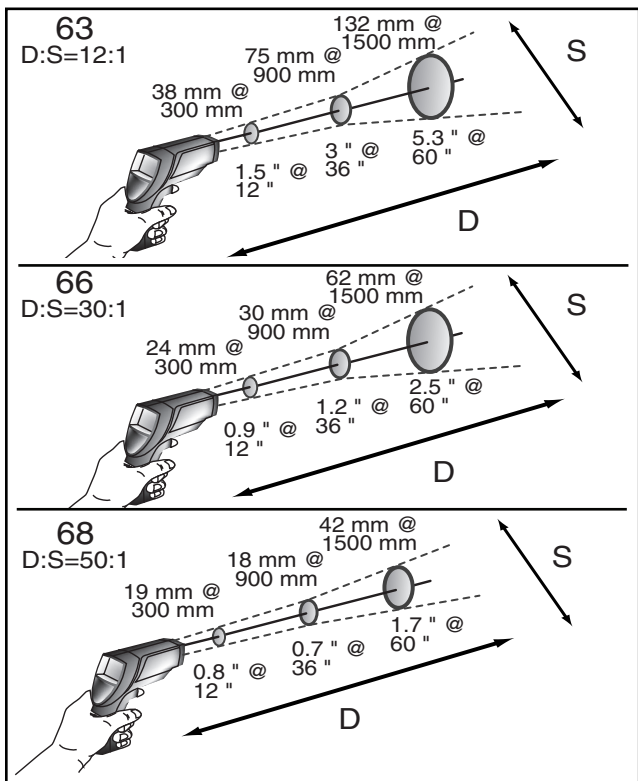 63
D:S=12:1
38 mm @
300 mm
75 mm @
900 mm
132 mm @
1500 mm
S
1.5 " @
12 "
3 " @
36 "
5.3 " @
60 "
D
66
D:S=30:1
24 mm @
300 mm
30 mm @
900 mm
62 mm @
1500 mm
S
0.9 " @
12 "
1.2 " @
36 "
2.5 " @
60 "
D
68
D:S=50:1
19 mm @
300 mm
18 mm @
900 mm
42 mm @
1500 mm
S
0.8 " @
12 "
0.7 " @
36 "
1.7 " @
60 "
D